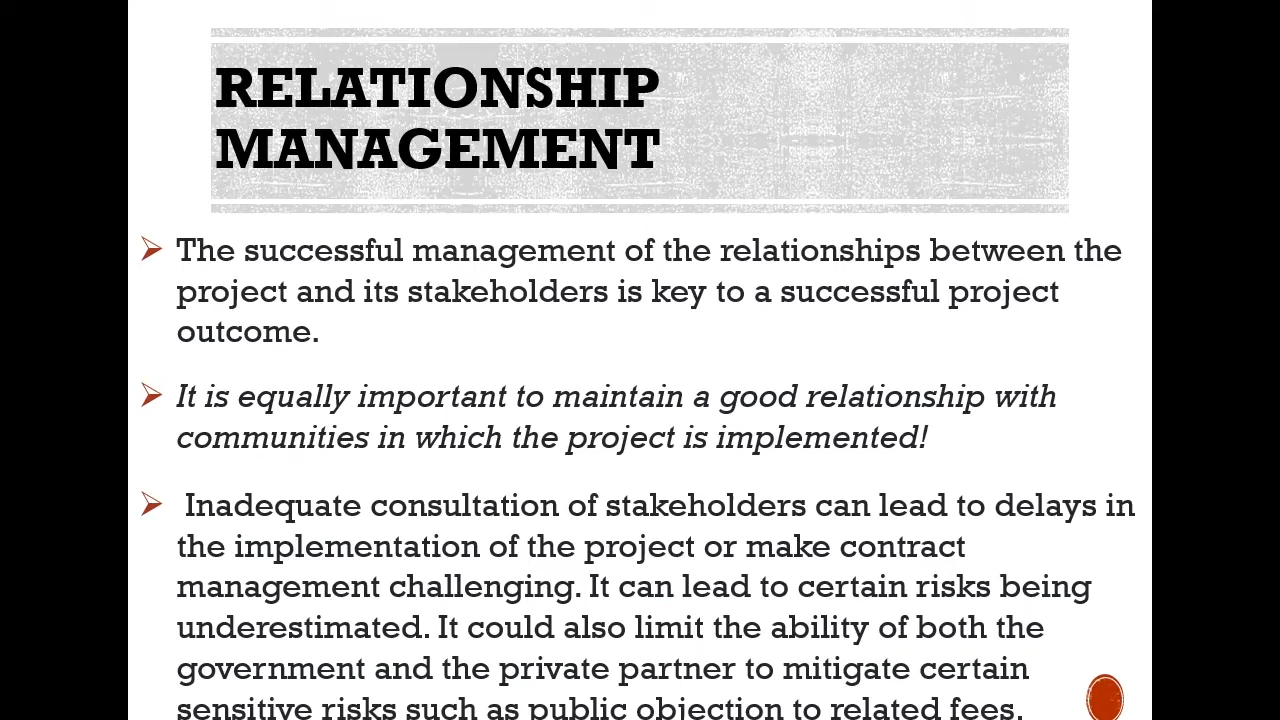 RELATIONSHIP
MANAGEMENT
The successful management of the relationships between the
project and its stakeholders is key to a successful project
outcome.
It is equally important to maintain a good relationship with
communities in which the project is implemented!
Inadequate consultation of stakeholders can lead to delays in
the implementation of the project or make contract
management challenging. It can lead to certain risks being
underestimated. It could also limit the ability of both the
government and the private partner to mitigate certain
sensitive risks such as public objection to related fees.